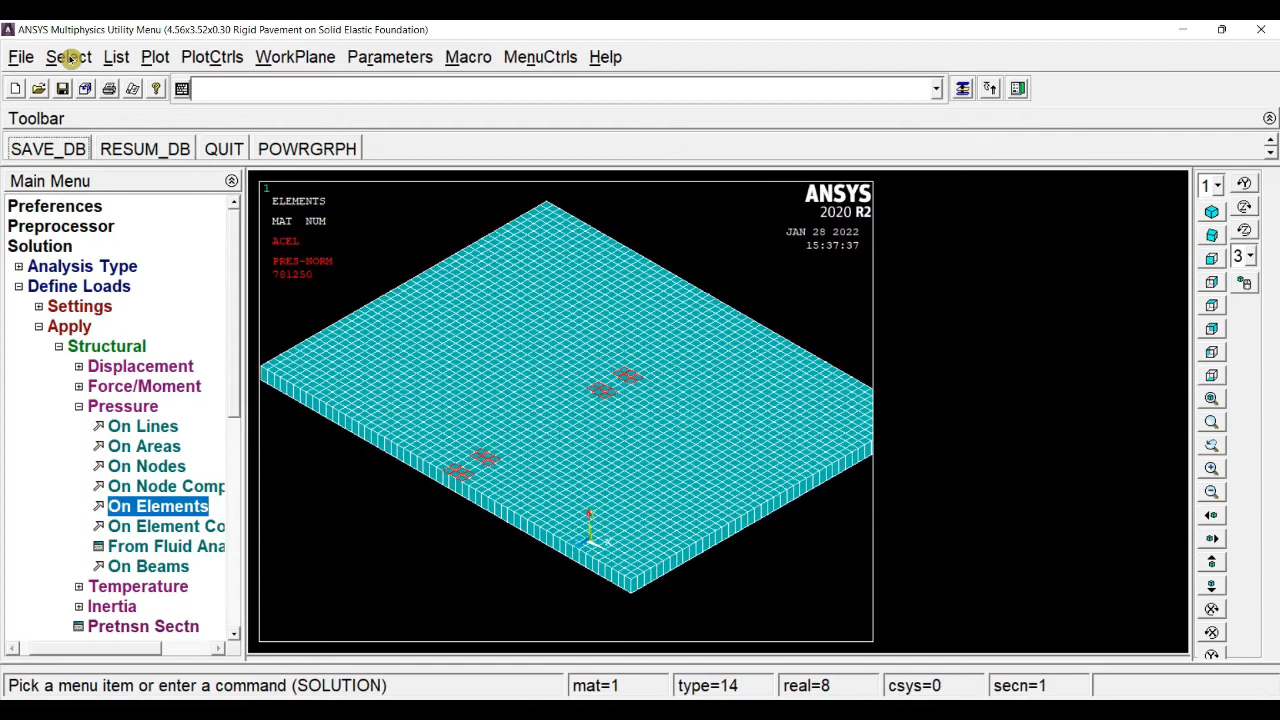 ANSYS Multiphysics Utility Menu (4.56x3.52x0.30 Rigid Pavement on Solid Elastic Foundation)
File Select List Plot PlotCtrls WorkPlane Parameters Macro MenuCtrls Help
Toolbar
SAVE_DB RESUM_DB QUIT POWRGRPH
Main Menu
Preferences
Preprocessor
Solution
Analysis Type
Define Loads
Settings
Apply
Structural
Displacement
Force/Moment
Pressure
On Lines
On Areas
On Nodes
On Node Comp
On Elements
On Element Co
From Fluid Ana
On Beams
Temperature
Inertia
Pretnsn Sectn
1
ELEMENTS
MAT NUM
ACEL
PRES-NORM
781250
ANSYS
2020 R2
JAN 28 2022
15:37:37
X
1
3
Pick a menu item or enter a command (SOLUTION) mat=1 type=14 real=8 csys=0 secn=1